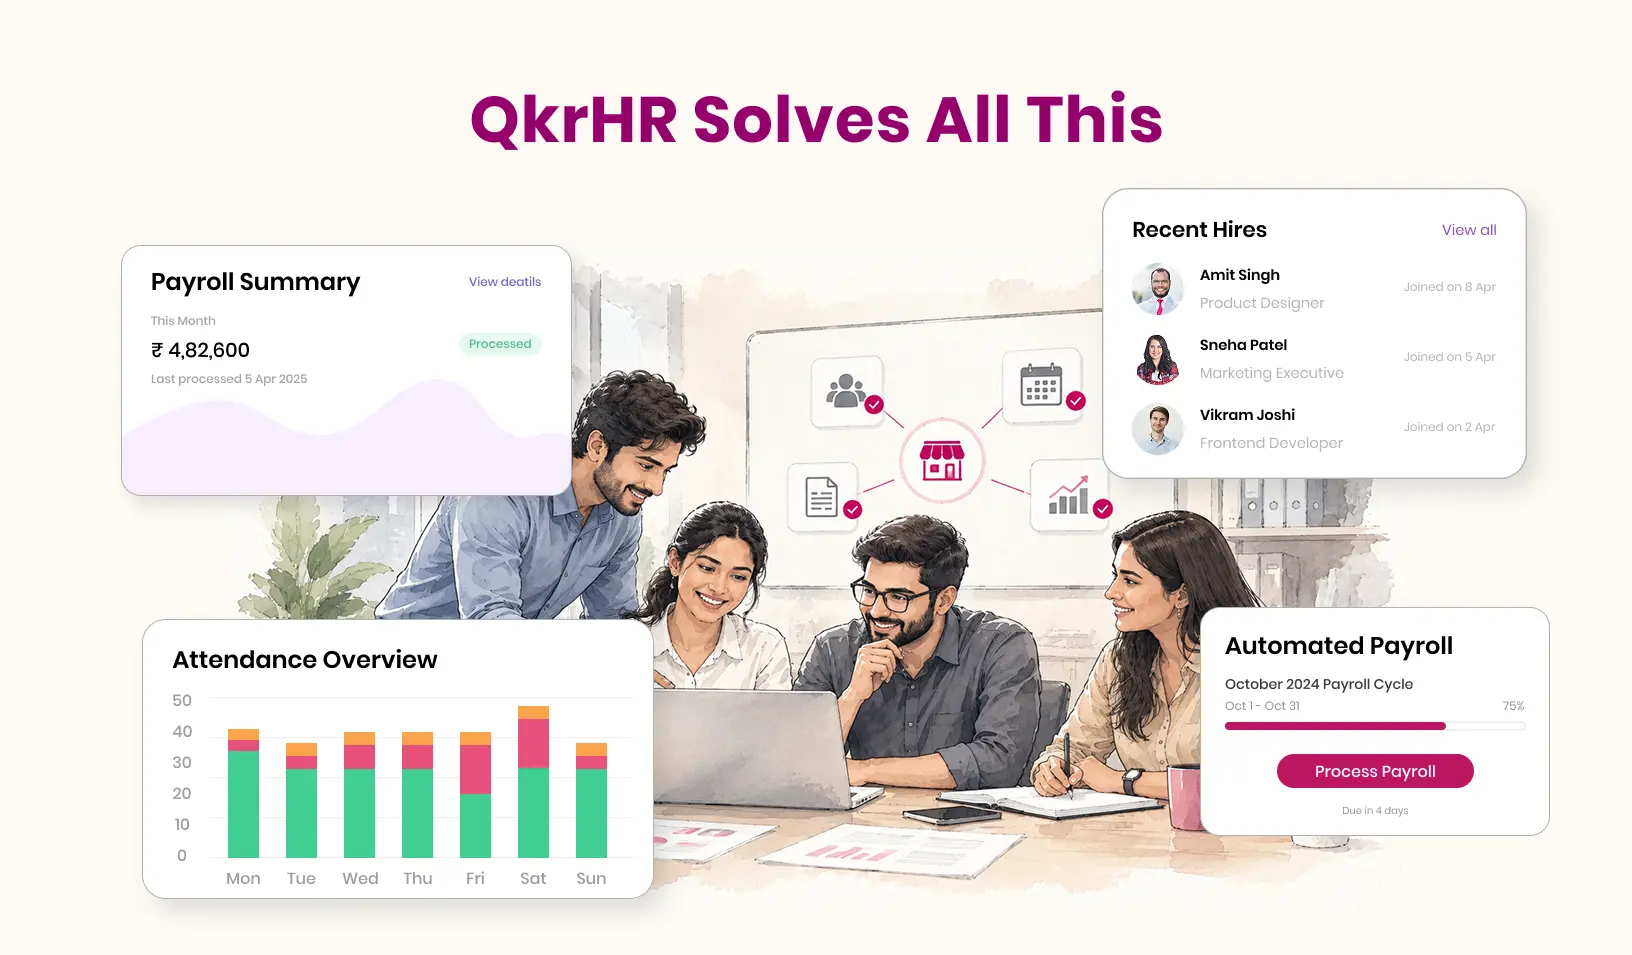 QkrHR Solves All This
Payroll Summary
View deatils
This Month
₹ 4,82,600
Processed
Last processed 5 Apr 2025
Recent Hires
View all
Amit Singh
Product Designer
Joined on 8 Apr
Sneha Patel
Marketing Executive
Joined on 5 Apr
Vikram Joshi
Frontend Developer
Joined on 2 Apr
Attendance Overview
50
40
30
20
10
0
Mon Tue Wed Thu Fri Sat Sun
Automated Payroll
October 2024 Payroll Cycle
Oct 1 - Oct 31
75%
Process Payroll
Due in 4 days